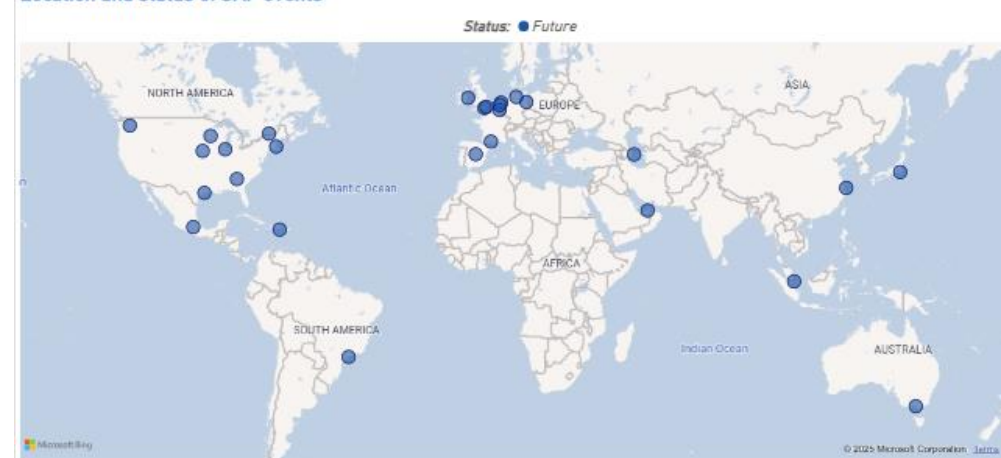 Status: Future
NORTH AMERICA
ASIA
EUROPE
Atlantic Ocean
AFRICA
SOUTH AMERICA
Indian Ocean
AUSTRALIA
Microsoft Bing
© 2025 Microsoft Corporation Terms